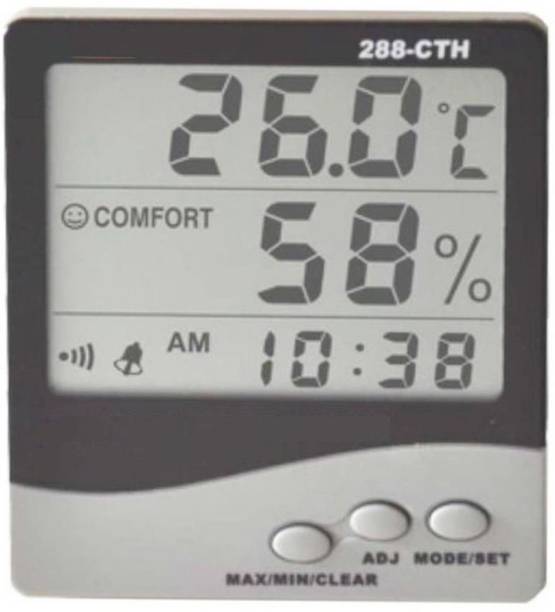 288-CTH
26.0°C
COMFORT 58%
AM 10:38
ADJ MODE/SET
MAX/MIN/CLEAR